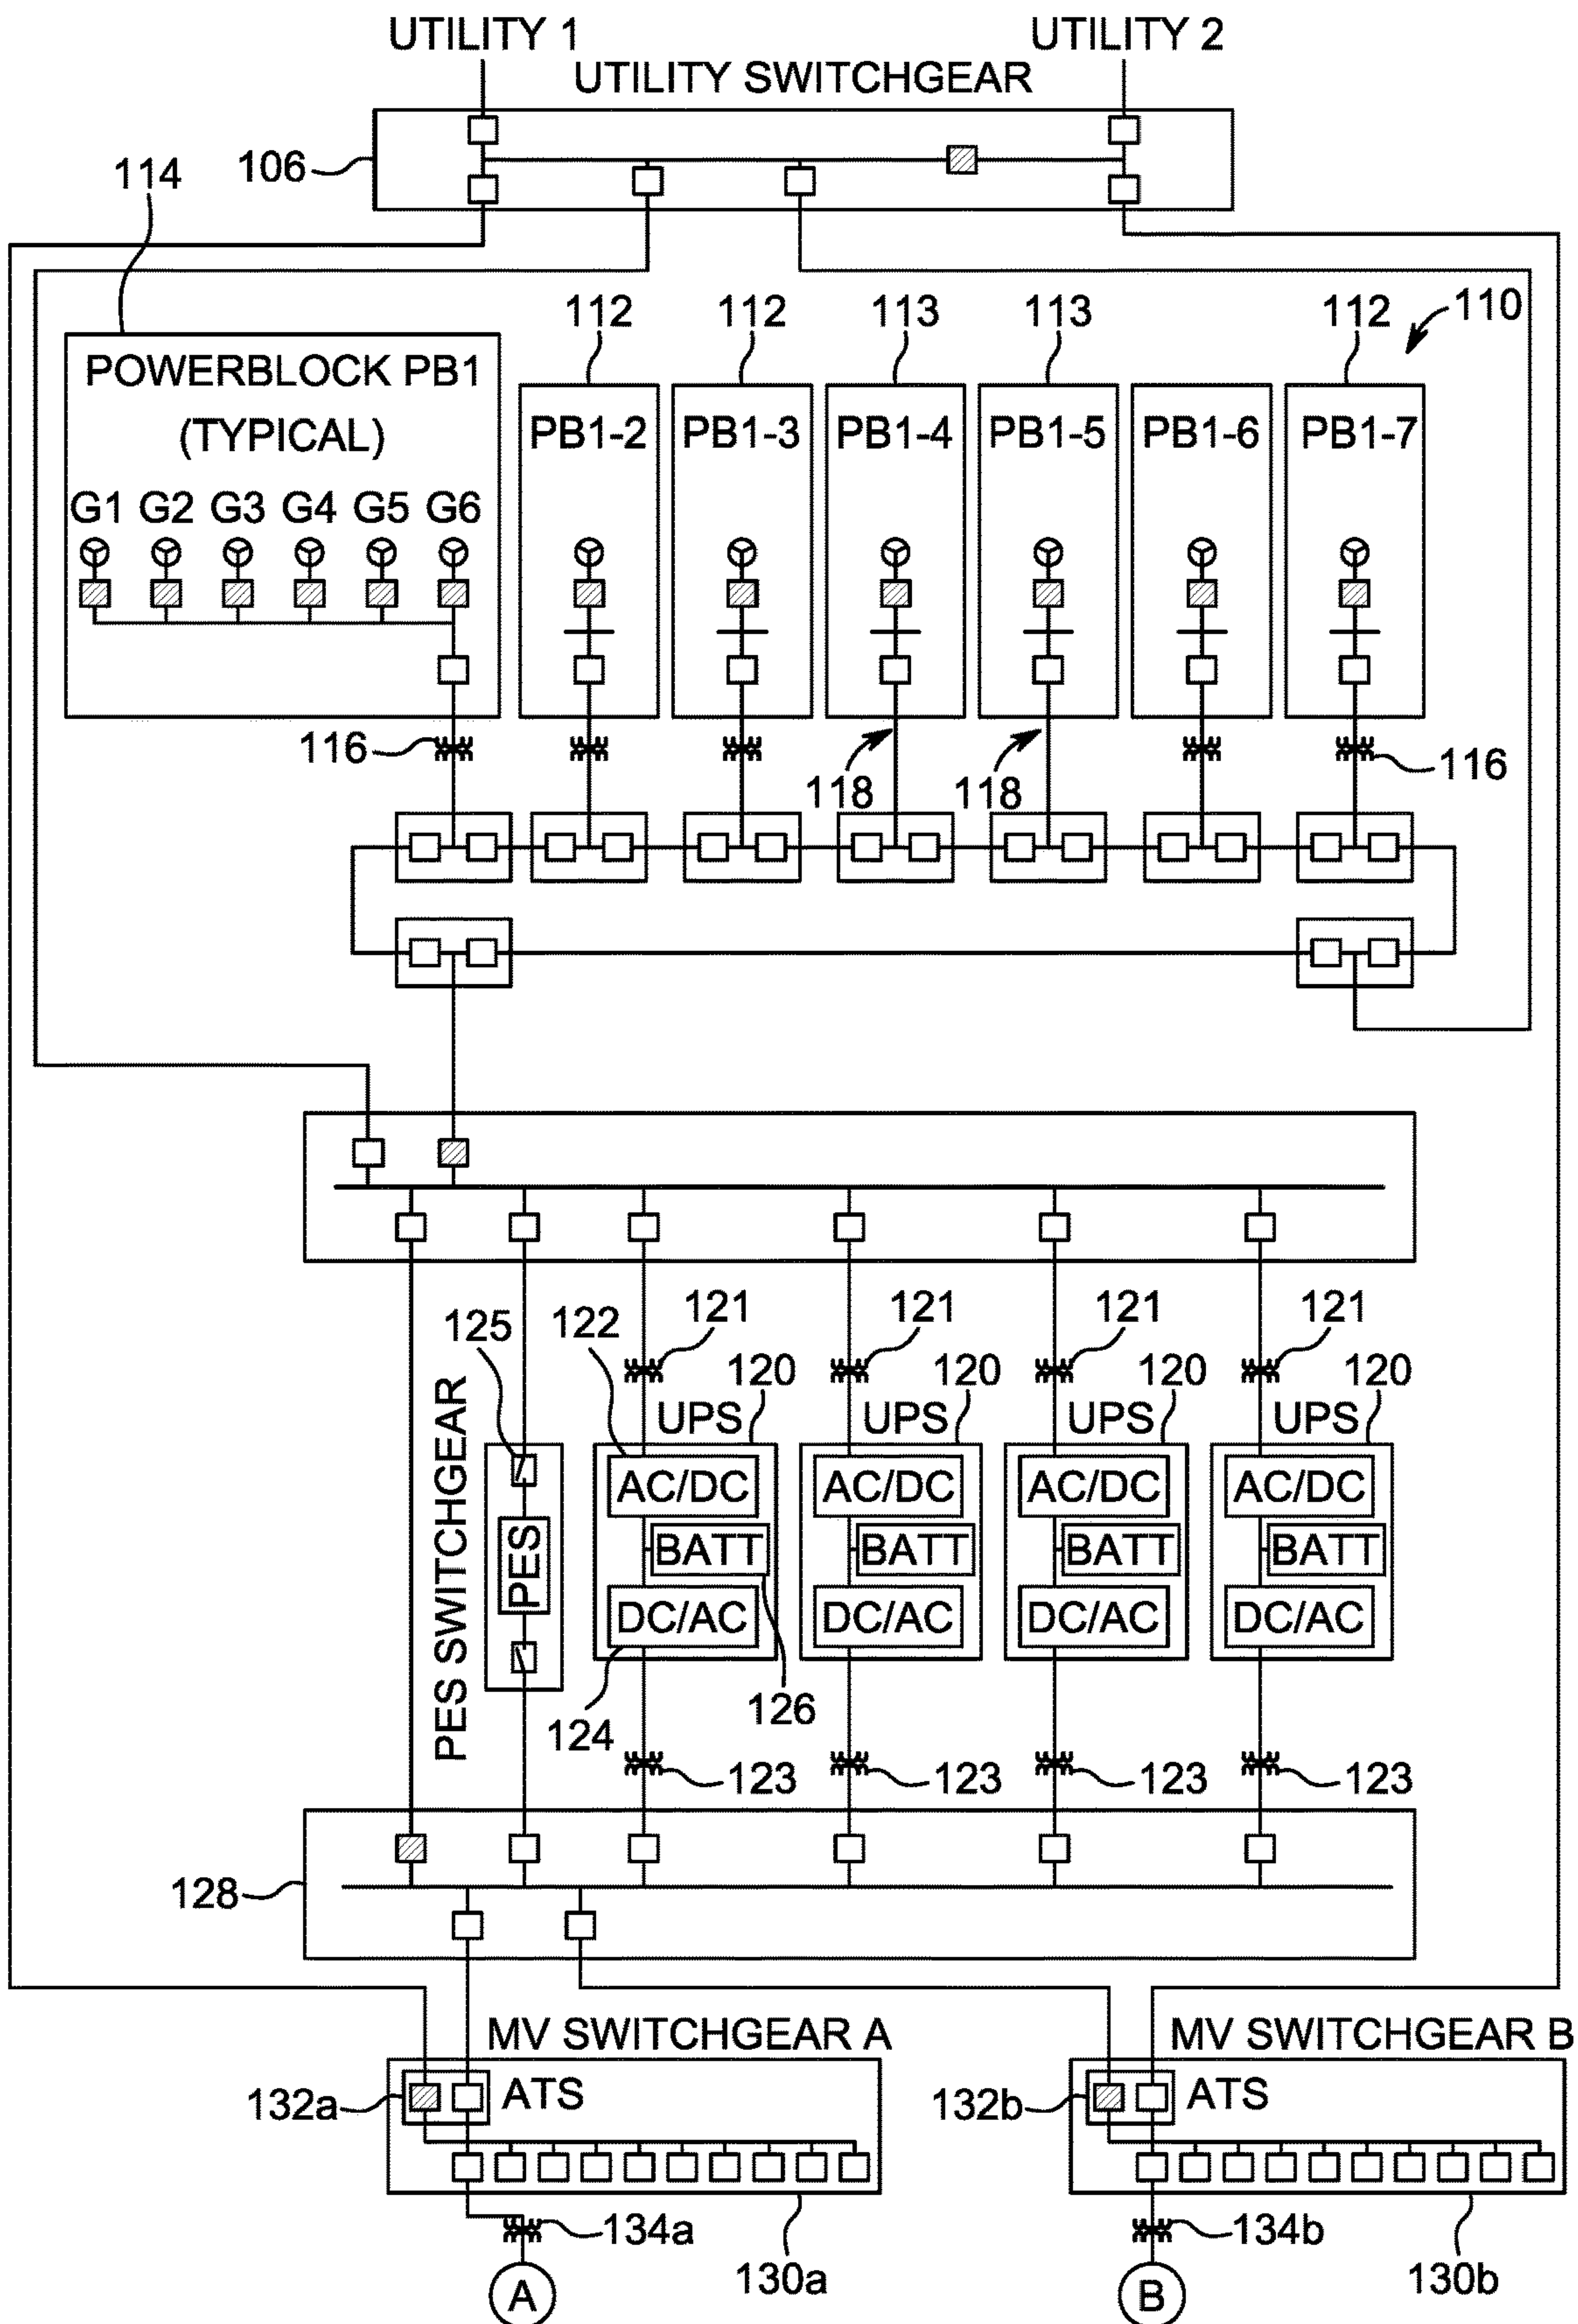 UTILITY 1
UTILITY 2
UTILITY SWITCHGEAR
106
114
112
112
113
113
112
110
POWERBLOCK PB1
(TYPICAL)
G1 G2 G3 G4 G5 G6
PB1-2
PB1-3
PB1-4
PB1-5
PB1-6
PB1-7
116
118
118
116
125
122
121
121
121
121
120
120
120
120
PES SWITCHGEAR
UPS
UPS
UPS
UPS
PES
AC/DC
BATT
DC/AC
AC/DC
BATT
DC/AC
AC/DC
BATT
DC/AC
AC/DC
BATT
DC/AC
124
126
123
123
123
123
128
MV SWITCHGEAR A
MV SWITCHGEAR B
132a
ATS
132b
ATS
134a
134b
130a
130b
A
B